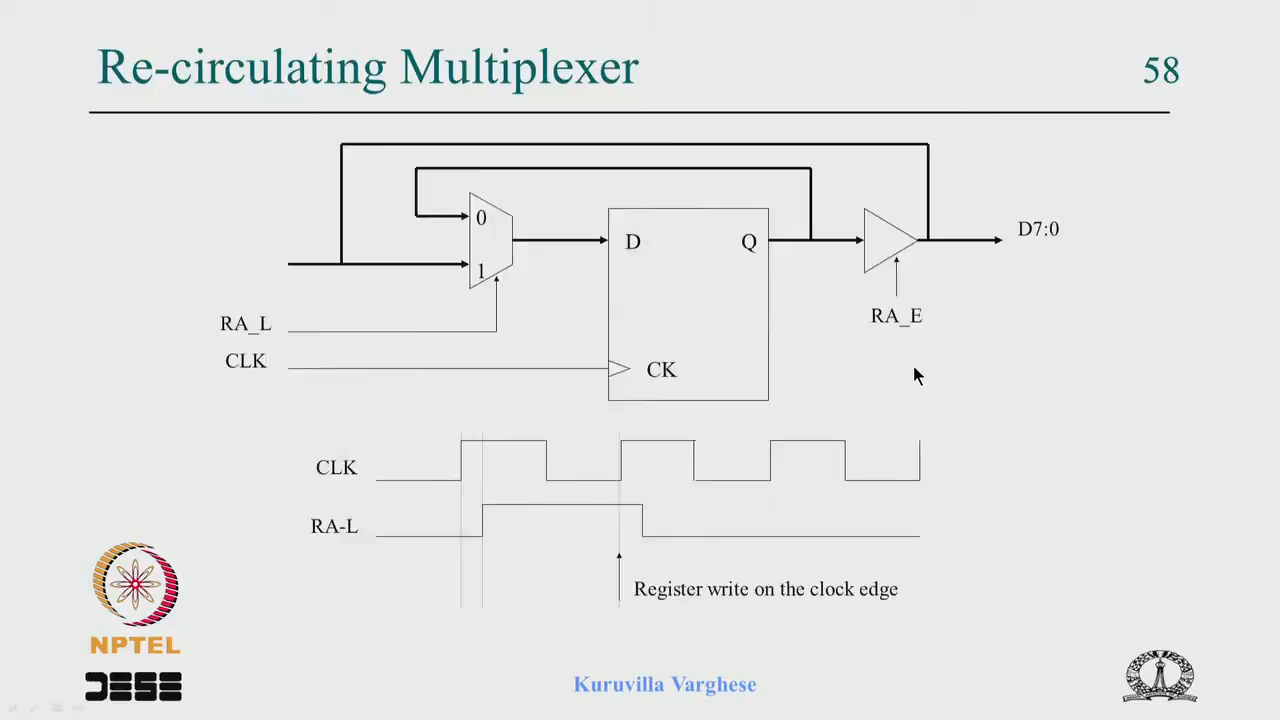 Re-circulating Multiplexer
58
0
D7:0
D
Q
1
RA_L
RA_E
CLK
CK
CLK
RA-L
Register write on the clock edge
NPTEL
DESE
Kuruvilla Varghese